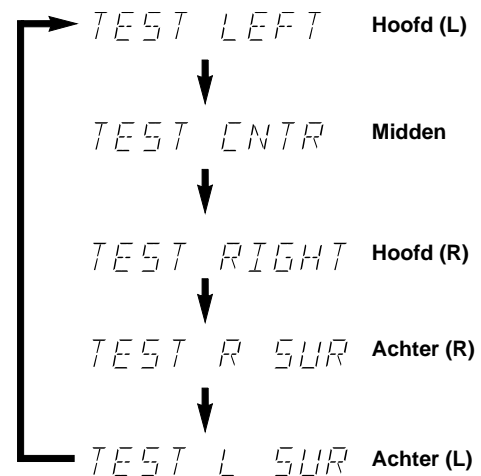 TEST LEFT Hoofd (L)
TEST CNTR Midden
TEST RIGHT Hoofd (R)
TEST R SUR Achter (R)
TEST L SUR Achter (L)